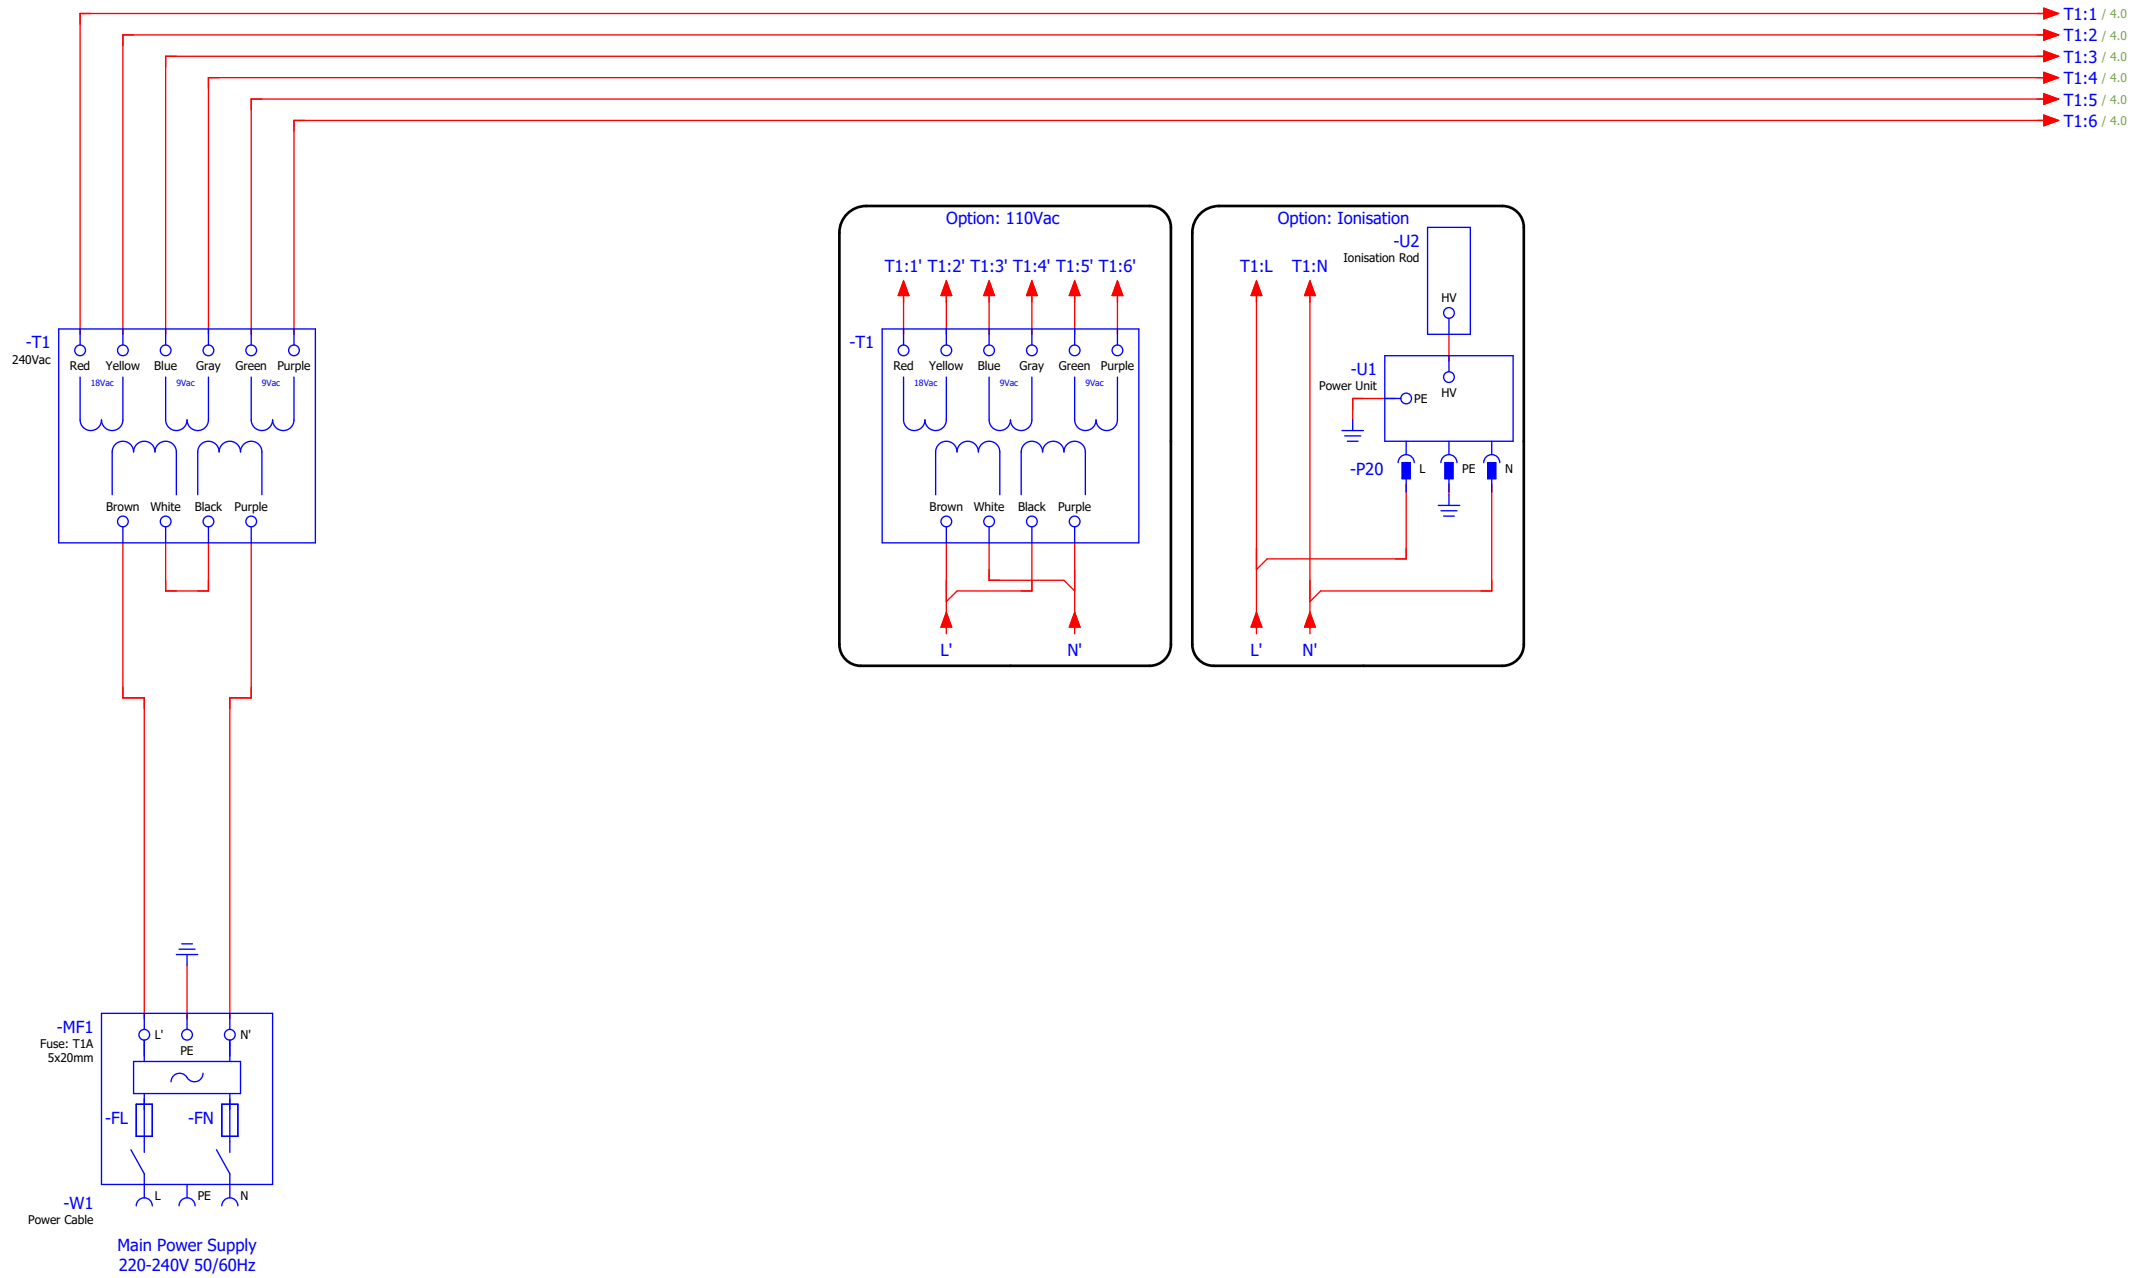 T1:1 / 4.0
T1:2 / 4.0
T1:3 / 4.0
T1:4 / 4.0
T1:5 / 4.0
T1:6 / 4.0
-T1
240Vac
Red Yellow Blue Gray Green Purple
18Vac 9Vac 9Vac
Brown White Black Purple
Option: 110Vac
T1:1' T1:2' T1:3' T1:4' T1:5' T1:6'
-T1
Red Yellow Blue Gray Green Purple
18Vac 9Vac 9Vac
Brown White Black Purple
L' N'
Option: Ionisation
-U2
Ionisation Rod
T1:L T1:N
HV
-U1
Power Unit
HV
PE
-P20 L PE N
L' N'
-MF1
Fuse: T1A
5x20mm
L' PE N'
-FL -FN
-W1
Power Cable
L PE N
Main Power Supply
220-240V 50/60Hz